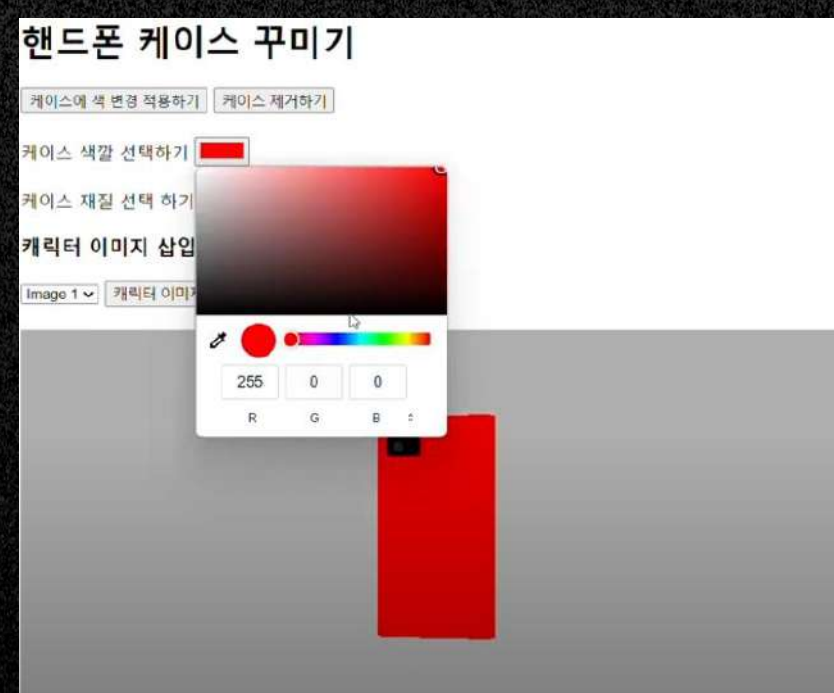 핸드폰 케이스 꾸미기
케이스에 색 변경 적용하기 케이스 제거하기
케이스 색깔 선택하기
케이스 재질 선택 하기
캐릭터 이미지 삽입
Image 1 캐릭터 이미지
255 0 0
R G B